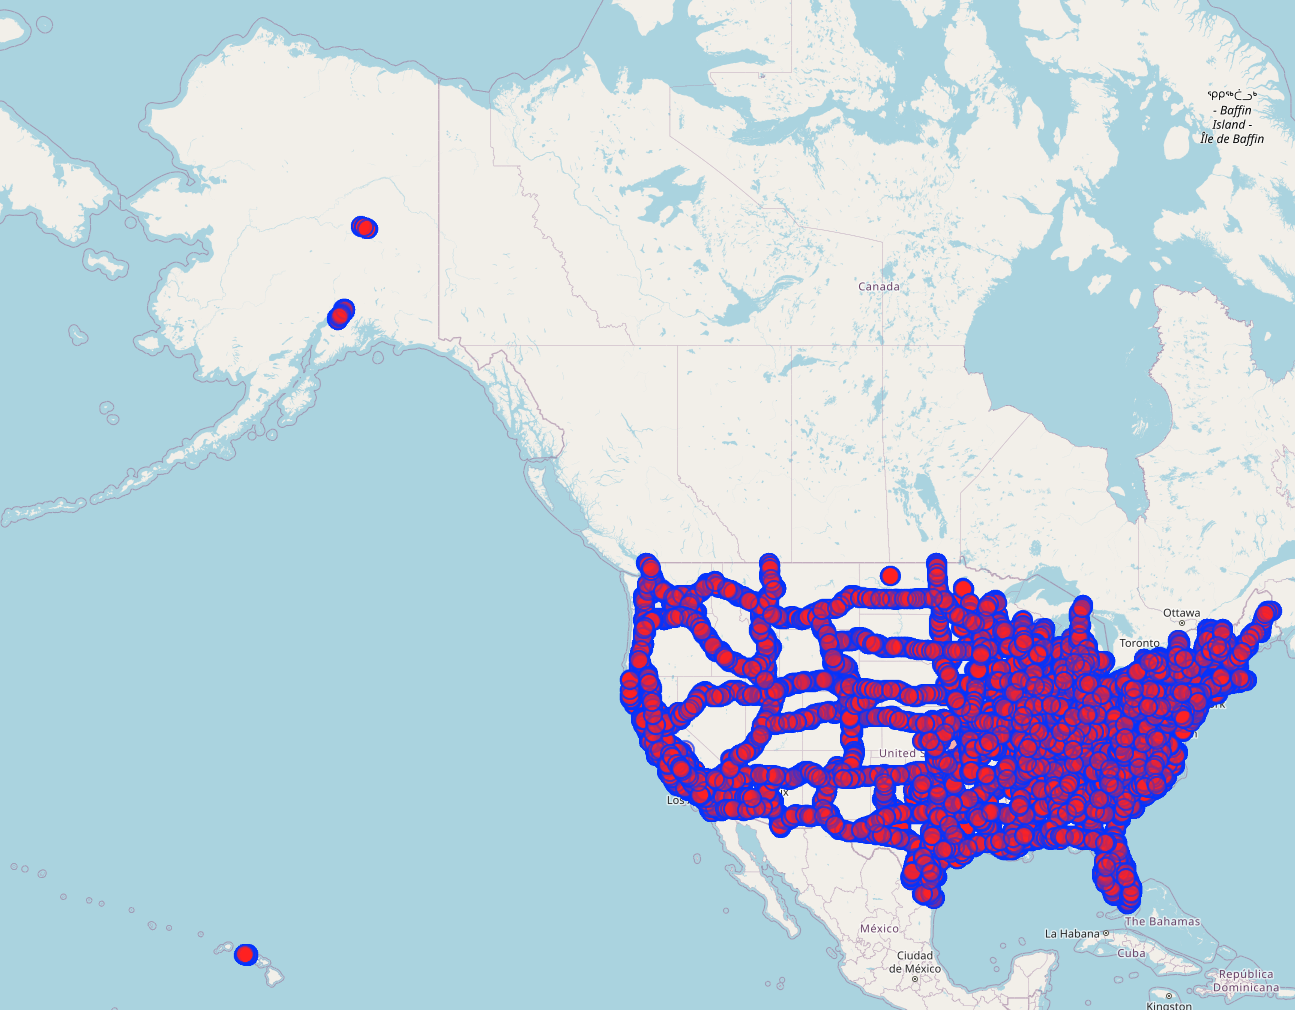 ᕿᑭᖅᑖᓗᒃ
- Baffin
Island -
Île de Baffin
Canada
Ottawa
Toronto
United S
Los
México
Ciudad
de México
La Habana
The Bahamas
Cuba
República
Dominicana
Kingston